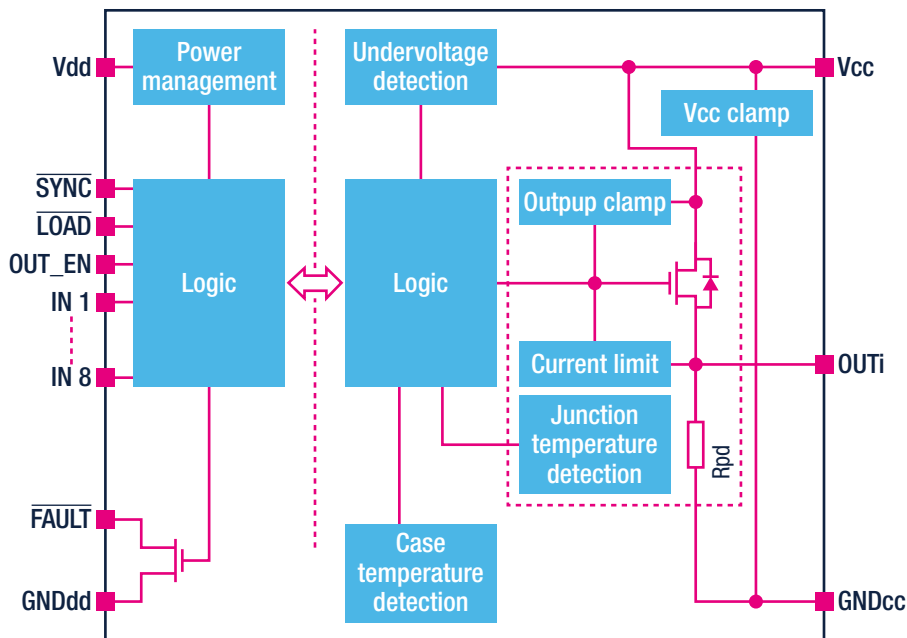 Vdd
Power
management
Undervoltage
detection
Vcc
Vcc clamp
SYNC
LOAD
OUT_EN
IN 1
IN 8
Logic
Logic
Outpup clamp
Current limit
OUTi
Junction
temperature
detection
Rpd
FAULT
GNDdd
Case
temperature
detection
GNDcc